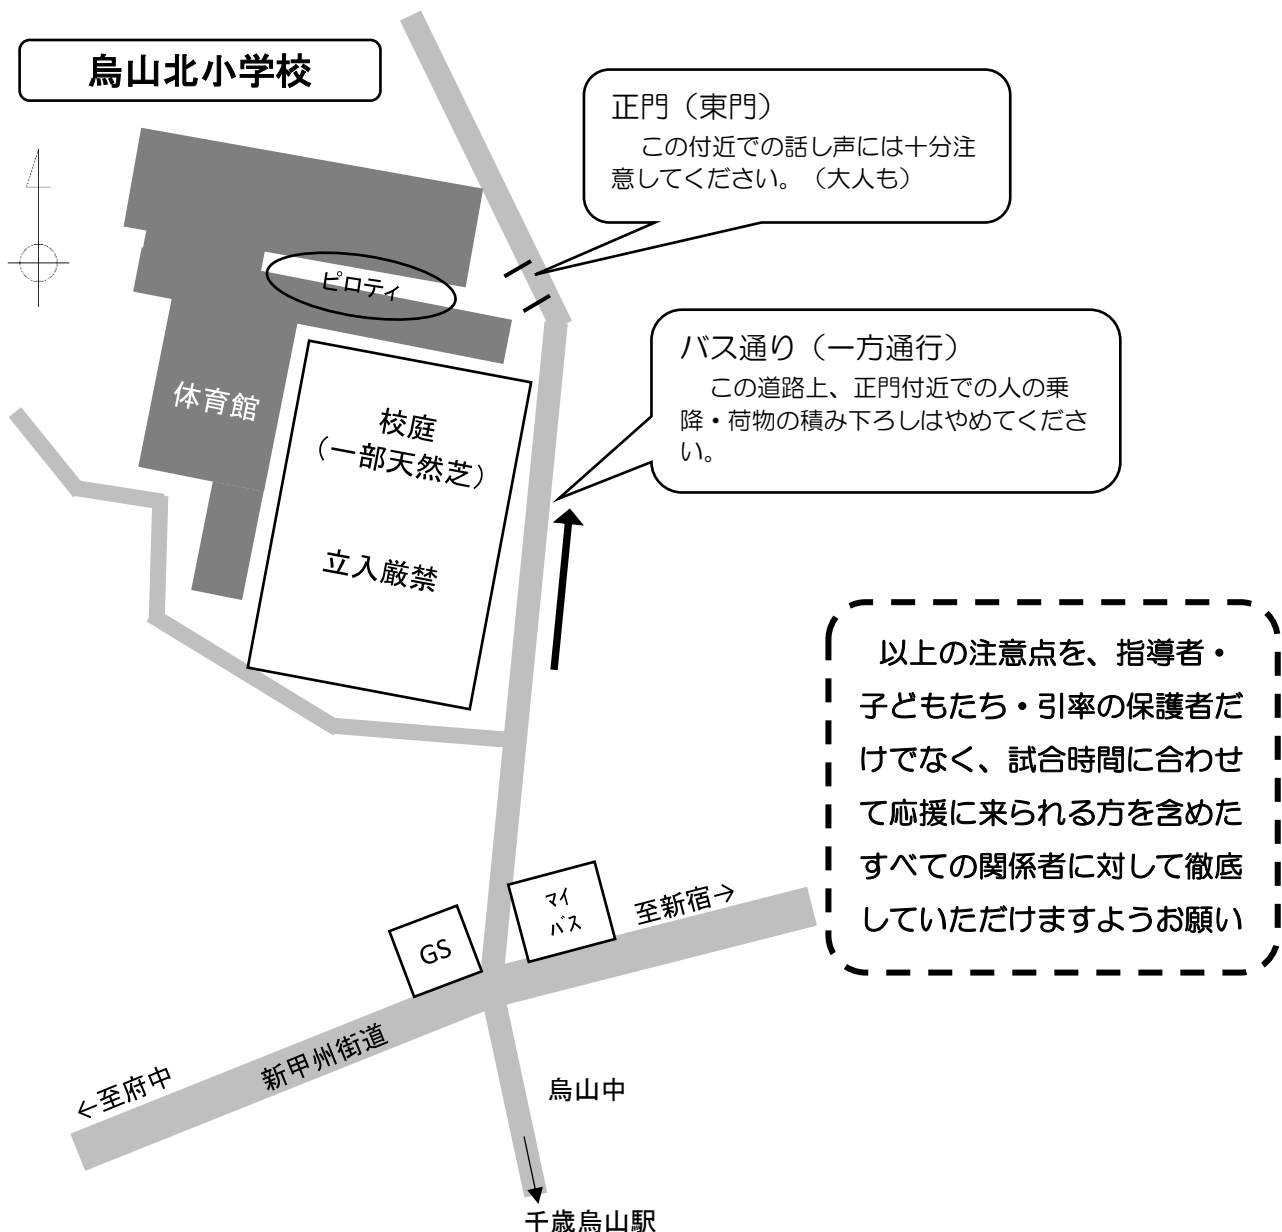 烏山北小学校
正門（東門）
この付近での話し声には十分注
意してください。（大人も）
ピロティ
バス通り（一方通行）
この道路上、正門付近での人の乗
降・荷物の積み下ろしはやめてくださ
い。
体育館
校庭
（一部天然芝）
立入厳禁
以上の注意点を、指導者・
子どもたち・引率の保護者だ
けでなく、試合時間に合わせ
て応援に来られる方を含めた
すべての関係者に対して徹底
していただけますようお願い
マイ
バス
至新宿→
GS
新甲州街道
←至府中
烏山中
千歳烏山駅